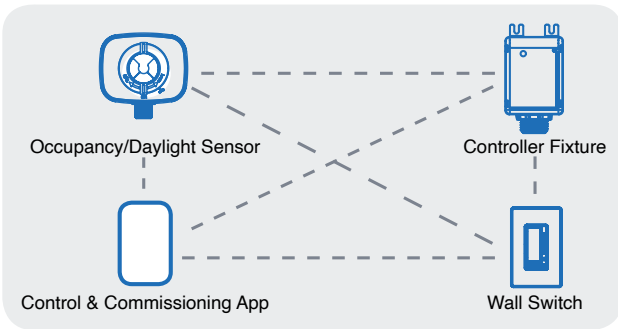 Occupancy/Daylight Sensor
Controller Fixture
Control & Commissioning App
Wall Switch